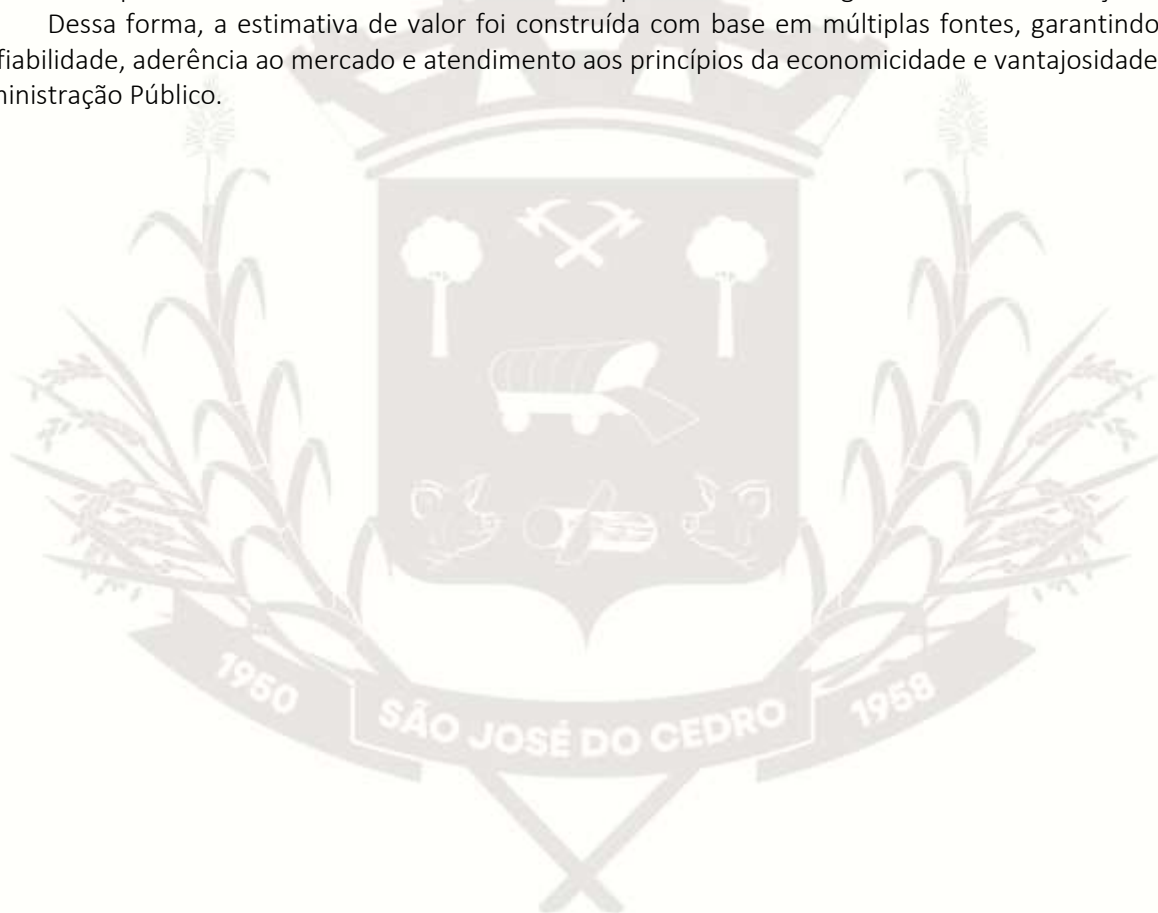 Dessa forma, a estimativa de valor foi construída com base em múltiplas fontes, garantindo
fiabilidade, aderência ao mercado e atendimento aos princípios da economicidade e vantajosidade
ministração Público.
1950
SÃO JOSÉ DO CEDRO
1958